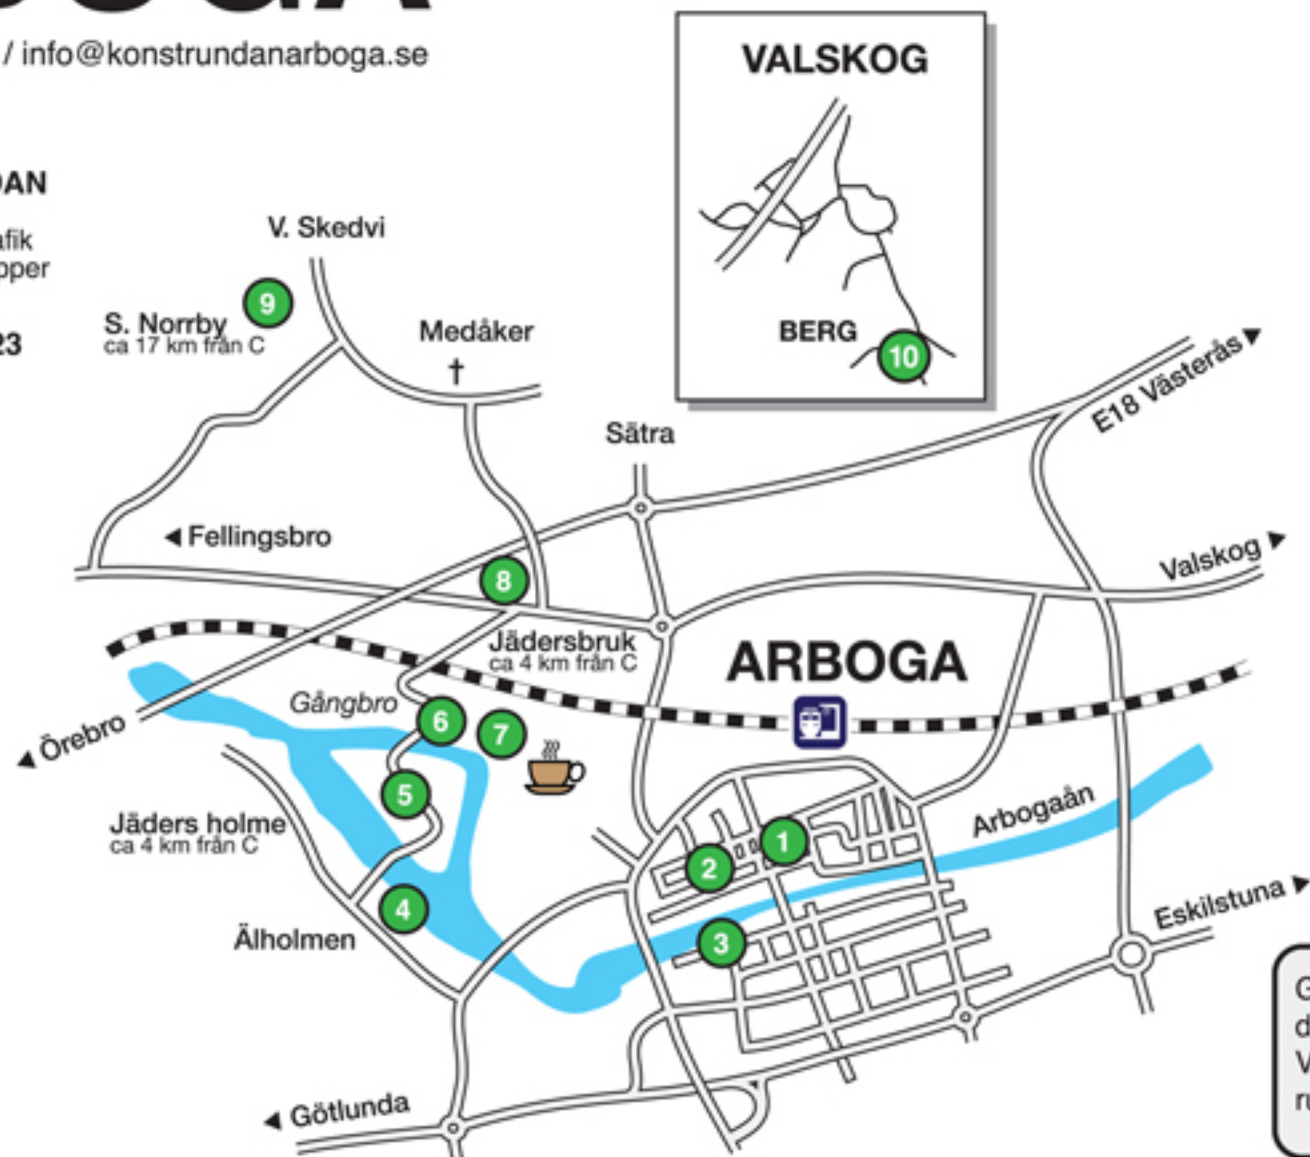 / info@konstrundanarboga.se
VALSKOG
BERG
10
V. Skedvi
9
S. Norrby
ca 17 km från C
Medåker
Sätra
E18 Västerås
Fellingsbro
Valskog
8
Jädersbruk
ca 4 km från C
ARBOGA
Gångbro
6
7
Örebro
5
Jäders holme
ca 4 km från C
Arbogaån
1
2
4
3
Älholmen
Eskilstuna
Götlunda
23